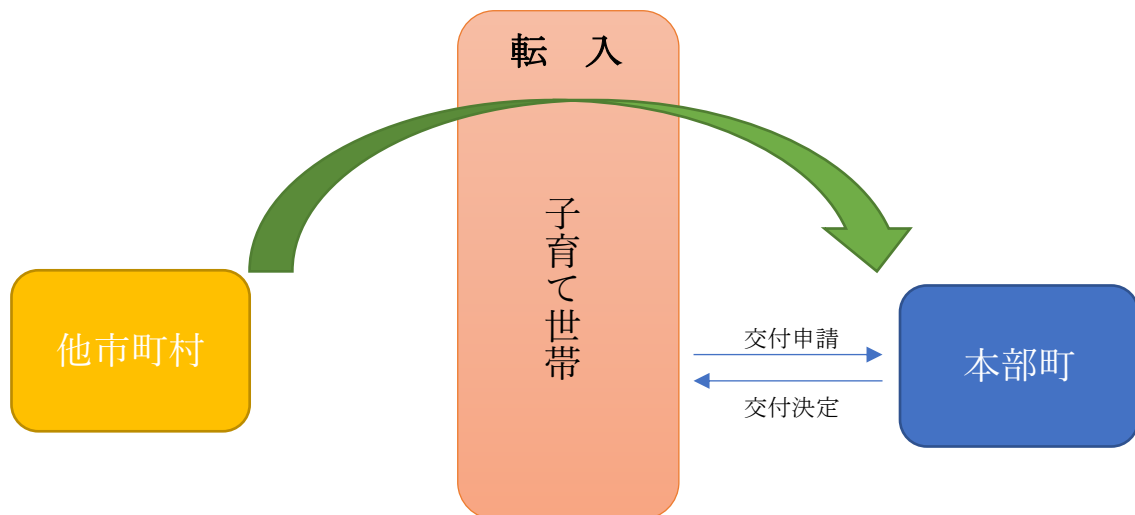 転　入
子育て世帯
他市町村
交付申請
交付決定
本部町